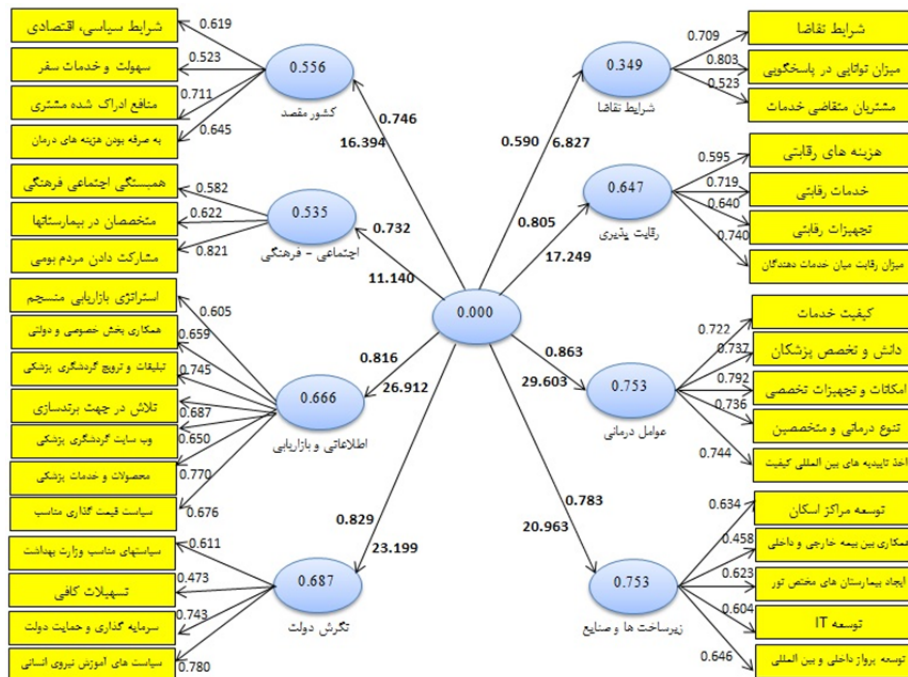 شرایط سیاسی، اقتصادی
سهولت و خدمات سفر
منافع ادراک شده مشتری
به صرفه بودن هزینه های درمان
0.619
0.523
0.711
0.645
0.556
کشور مقصد
0.746
16.394
همبستگی اجتماعی فرهنگی
متخصصان در بیمارستانها
مشارکت دادن مردم بومی
0.582
0.622
0.821
0.535
اجتماعی - فرهنگی
0.732
11.140
استراتژی بازاریابی منسجم
همکاری بخش خصوصی و دولتی
تبلیغات و ترویج گردشگری پزشکی
تلاش در جهت برندسازی
وب سایت گردشگری پزشکی
محصولات و خدمات پزشکی
سیاست قیمت گذاری مناسب
0.605
0.659
0.745
0.687
0.650
0.770
0.676
0.666
اطلاعاتی و بازاریابی
0.816
26.912
سیاستهای مناسب وزارت بهداشت
تسهیلات کافی
سرمایه گذاری و حمایت دولت
سیاست های آموزش نیروی انسانی
0.611
0.473
0.743
0.780
0.687
نگرش دولت
0.829
23.199
0.000
شرایط تقاضا
میزان توانایی در پاسخگویی
مشتریان متقاضی خدمات
0.709
0.803
0.523
0.349
شرایط تقاضا
0.590
6.827
هزینه های رقابتی
خدمات رقابتی
تجهیزات رقابتی
میزان رقابت میان خدمات دهندگان
0.595
0.719
0.640
0.740
0.647
رقابت پذیری
0.805
17.249
کیفیت خدمات
دانش و تخصص پزشکان
امکانات و تجهیزات تخصصی
تنوع درمانی و متخصصین
اخذ تاییدیه های بین المللی کیفیت
0.722
0.737
0.792
0.736
0.744
0.753
عوامل درمانی
0.863
29.603
توسعه مراکز اسکان
همکاری بین بیمه خارجی و داخلی
ایجاد بیمارستان های مختص تور
توسعه IT
توسعه پرواز داخلی و بین المللی
0.634
0.458
0.623
0.604
0.646
0.753
زیرساخت ها و صنایع
0.783
20.963